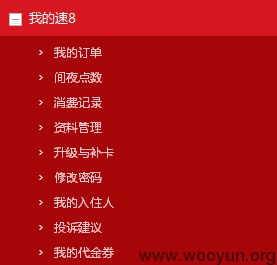 我的速8
我的订单
间夜点数
消费记录
资料管理
升级与补卡
修改密码
我的入住人
投诉建议
我的代金券
www.wooyun.org